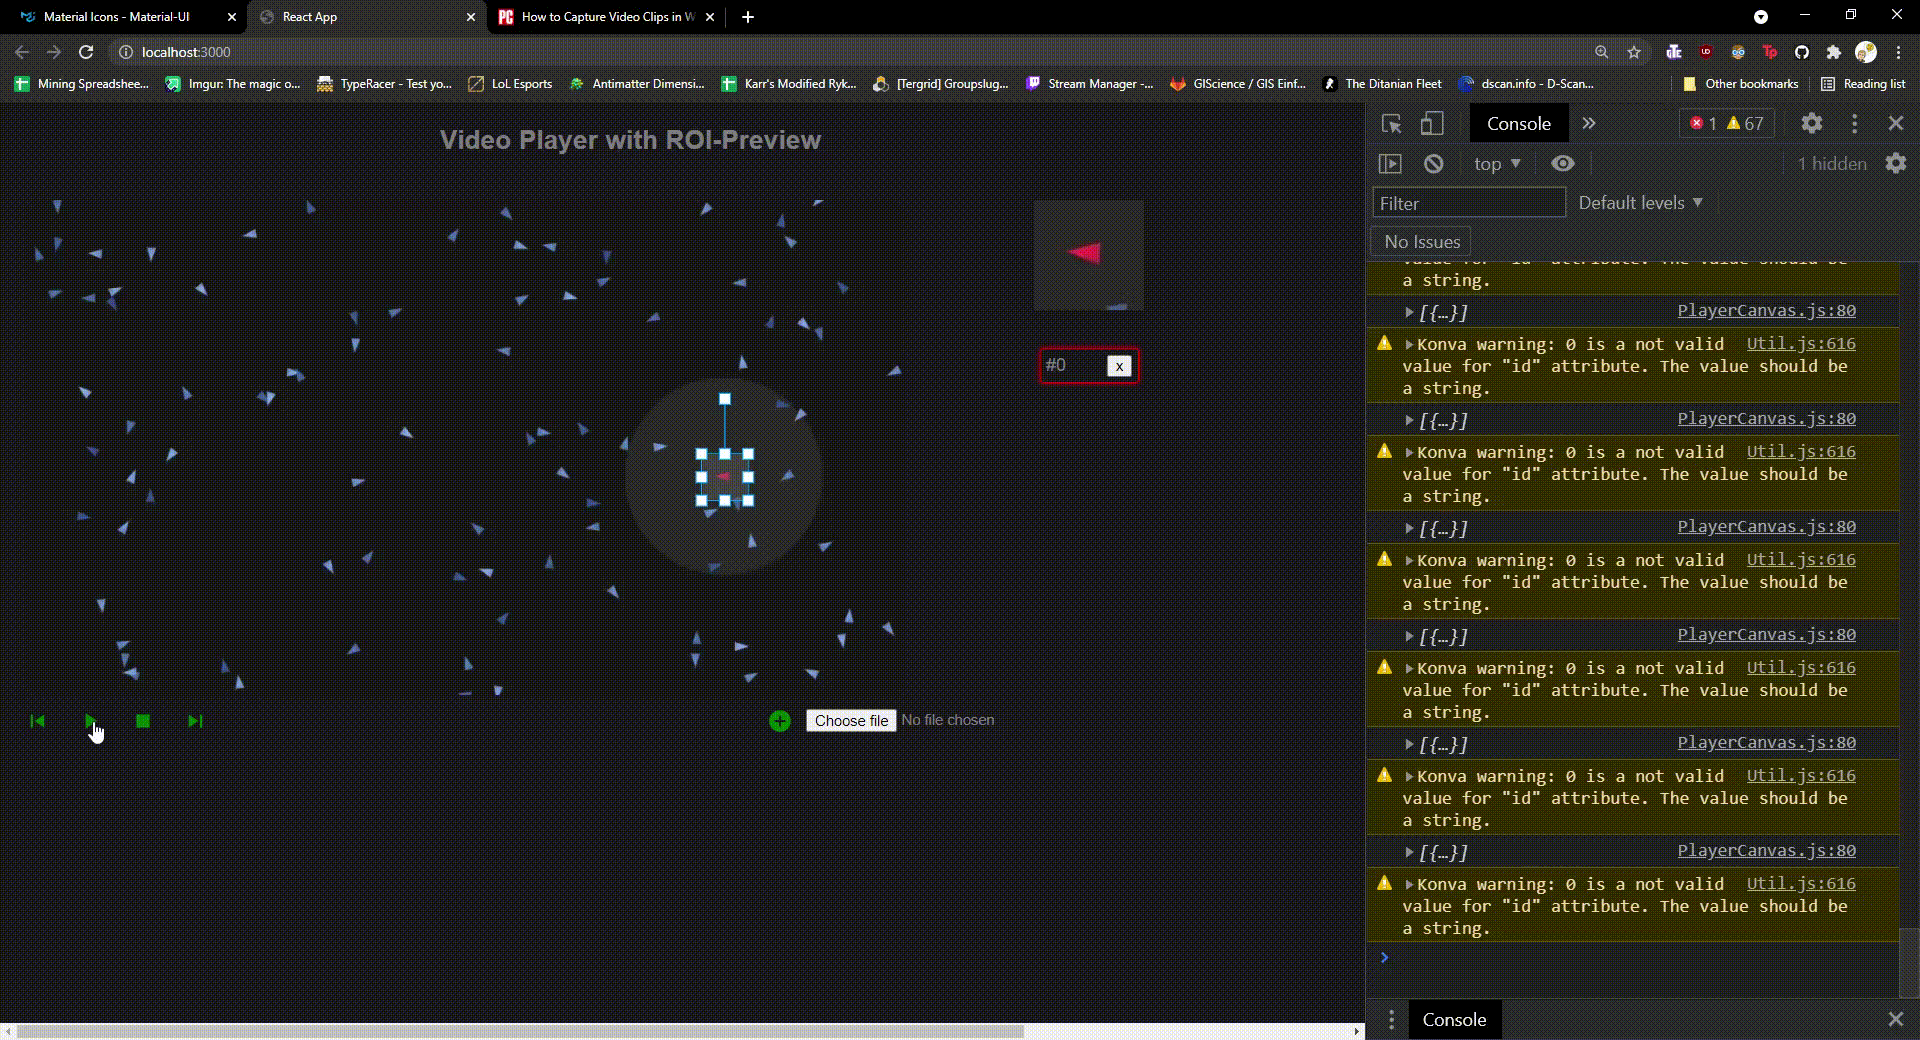 Material Icons - Material-UI
React App
How to Capture Video Clips in W
localhost:3000
Mining Spreadshee...
Imgur: The magic o...
TypeRacer - Test yo...
LoL Esports
Antimatter Dimensi...
Karr's Modified Ryk...
[Tergrid] Groupslug...
Stream Manager -...
GIScience / GIS Einf...
The Ditanian Fleet
dscan.info - D-Scan...
Other bookmarks
Reading list
Video Player with ROI-Preview
#0
x
Choose file No file chosen
Console
1 67
top
1 hidden
Filter
Default levels
No Issues
a string.
[{…}] PlayerCanvas.js:80
Konva warning: 0 is a not valid Util.js:616
value for "id" attribute. The value should be
a string.
[{…}] PlayerCanvas.js:80
Konva warning: 0 is a not valid Util.js:616
value for "id" attribute. The value should be
a string.
[{…}] PlayerCanvas.js:80
Konva warning: 0 is a not valid Util.js:616
value for "id" attribute. The value should be
a string.
[{…}] PlayerCanvas.js:80
Konva warning: 0 is a not valid Util.js:616
value for "id" attribute. The value should be
a string.
[{…}] PlayerCanvas.js:80
Konva warning: 0 is a not valid Util.js:616
value for "id" attribute. The value should be
a string.
[{…}] PlayerCanvas.js:80
Konva warning: 0 is a not valid Util.js:616
value for "id" attribute. The value should be
a string.
Console